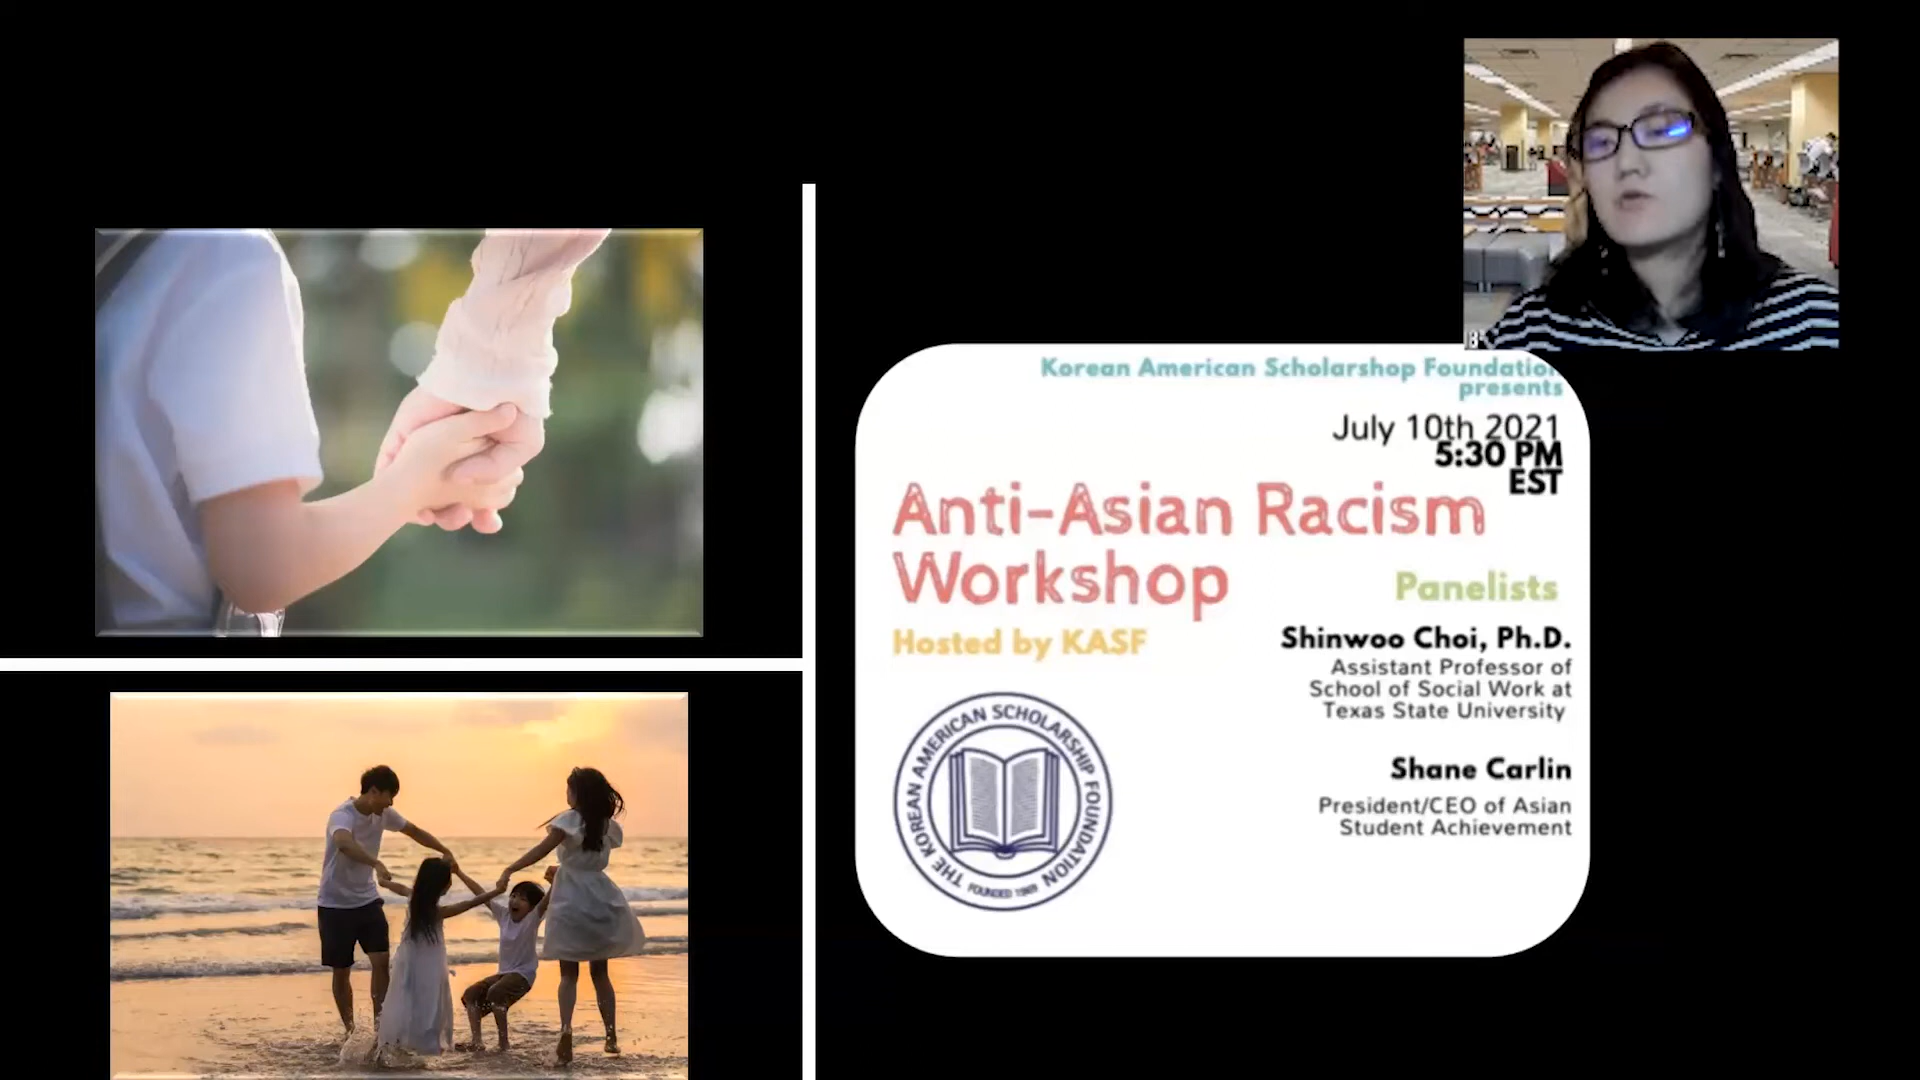 Korean American Scholarshop Foundation
presents
July 10th 2021
5:30 PM
EST
Anti-Asian Racism
Workshop
Hosted by KASF
Panelists
Shinwoo Choi, Ph.D.
Assistant Professor of
School of Social Work at
Texas State University
Shane Carlin
President/CEO of Asian
Student Achievement
THE KOREAN AMERICAN SCHOLARSHIP FOUNDATION
FOUNDED 1969